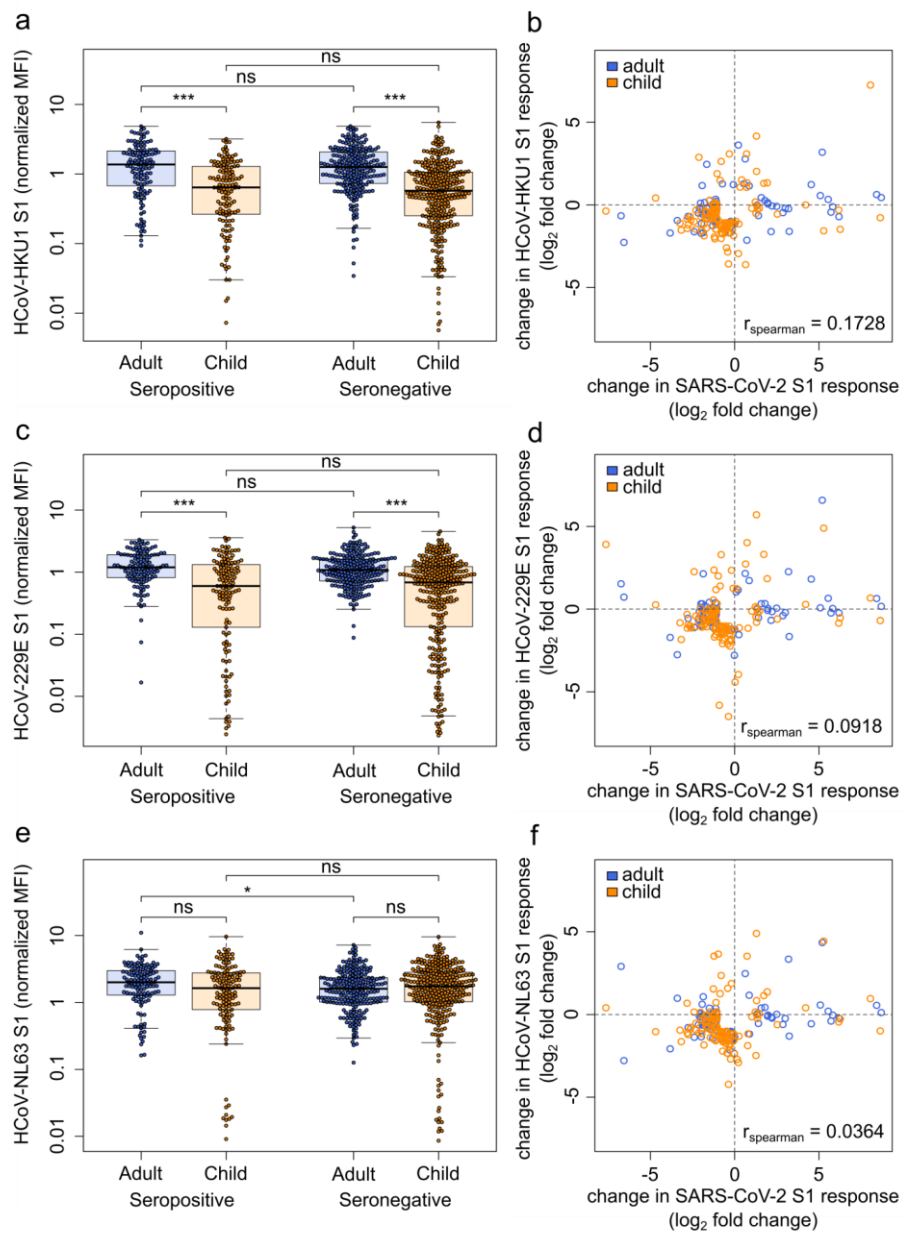 a
HCoV-HKU1 S1 (normalized MFI)
10
1
0.1
0.01
ns
ns
***
***
Adult
Child
Adult
Child
Seropositive
Seronegative
b
change in HCoV-HKU1 S1 response
(log2 fold change)
adult
child
5
0
-5
rspearman = 0.1728
-5
0
5
change in SARS-CoV-2 S1 response
(log2 fold change)
c
HCoV-229E S1 (normalized MFI)
10
1
0.1
0.01
ns
ns
***
***
Adult
Child
Adult
Child
Seropositive
Seronegative
d
change in HCoV-229E S1 response
(log2 fold change)
adult
child
5
0
-5
rspearman = 0.0918
-5
0
5
change in SARS-CoV-2 S1 response
(log2 fold change)
e
HCoV-NL63 S1 (normalized MFI)
10
1
0.1
0.01
ns
*
ns
ns
Adult
Child
Adult
Child
Seropositive
Seronegative
f
change in HCoV-NL63 S1 response
(log2 fold change)
adult
child
5
0
-5
rspearman = 0.0364
-5
0
5
change in SARS-CoV-2 S1 response
(log2 fold change)